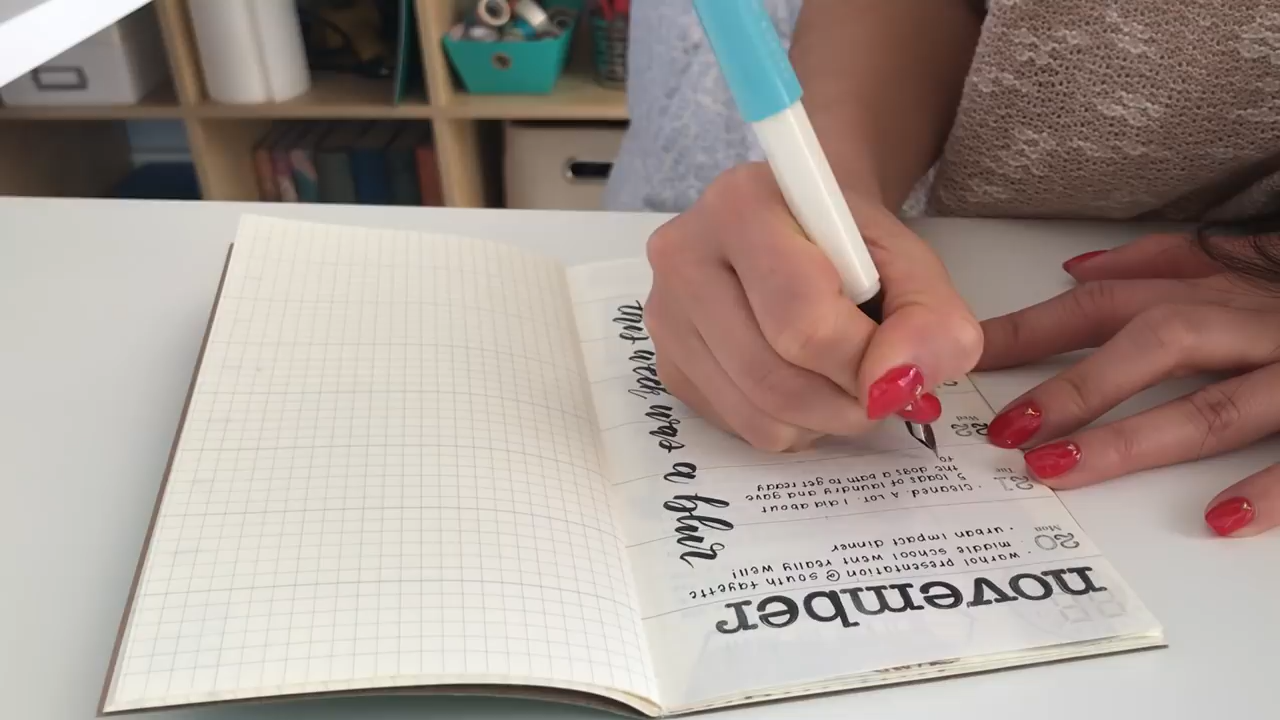 november
20
Mon
· warhol presentation @ south fayette
middle school went really well!
· urban impact dinner
21
Tue
· Cleaned. A lot. I did about
5 loads of laundry and gave
the dogs a bath to get ready
to
22
Wed
this week was a blur